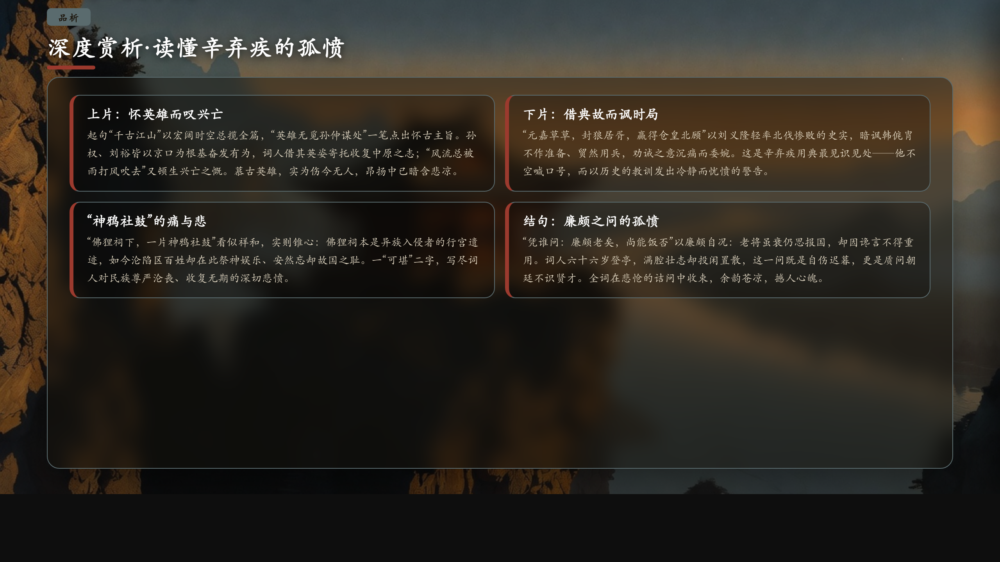 品析
深度赏析·读懂辛弃疾的孤愤
上片：怀英雄而叹兴亡
起句“千古江山”以宏阔时空总揽全篇，“英雄无觅孙仲谋处”一笔点出怀古主旨。孙
权、刘裕皆以京口为根基奋发有为，词人借其英姿寄托收复中原之志；“风流总被
雨打风吹去”又顿生兴亡之慨。慕古英雄，实为伤今无人，昂扬中已暗含悲凉。
下片：借典故而讽时局
“元嘉草草，封狼居胥，赢得仓皇北顾”以刘义隆轻率北伐惨败的史实，暗讽韩侂胄
不作准备、贸然用兵，劝诫之意沉痛而委婉。这是辛弃疾用典最见识见处——他不
空喊口号，而以历史的教训发出冷静而忧愤的警告。
“神鸦社鼓”的痛与悲
“佛狸祠下，一片神鸦社鼓”看似祥和，实则锥心：佛狸祠本是异族入侵者的行宫遗
迹，如今沦陷区百姓却在此祭神娱乐、安然忘却故国之耻。一“可堪”二字，写尽词
人对民族尊严沦丧、收复无期的深切悲愤。
结句：廉颇之问的孤愤
“凭谁问：廉颇老矣，尚能饭否”以廉颇自况：老将虽衰仍思报国，却因谗言不得重
用。词人六十六岁登亭，满腔壮志却投闲置散，这一问既是自伤迟暮，更是质问朝
廷不识贤才。全词在悲怆的诘问中收束，余韵苍凉，撼人心魄。